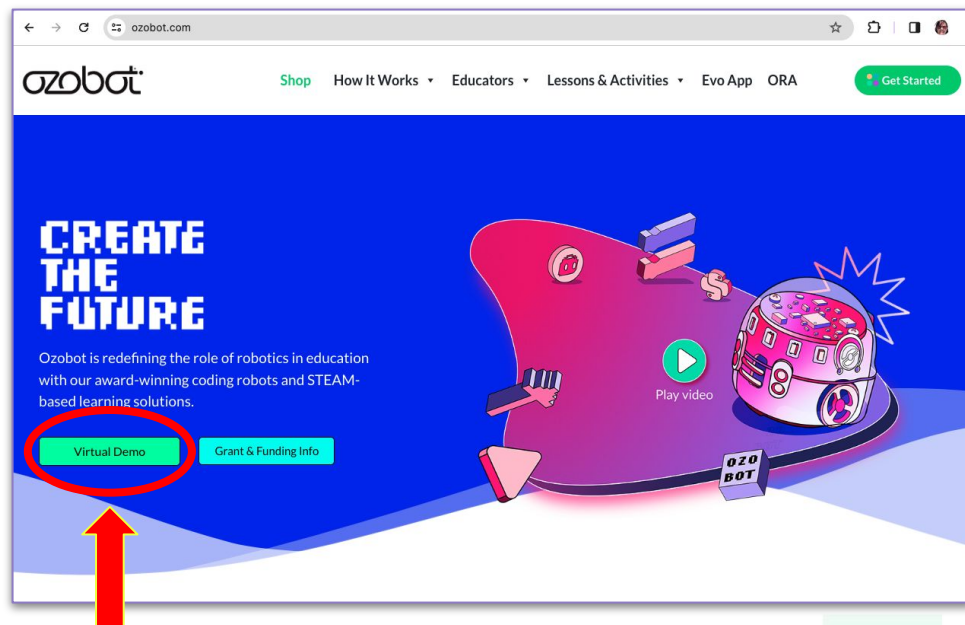 ozobot.com
ozobot
Shop How It Works Educators Lessons & Activities Evo App ORA Get Started
CREATE
THE
FUTURE
Ozobot is redefining the role of robotics in education
with our award-winning coding robots and STEAM-
based learning solutions.
Virtual Demo Grant & Funding Info
Play video
OZO
BOT